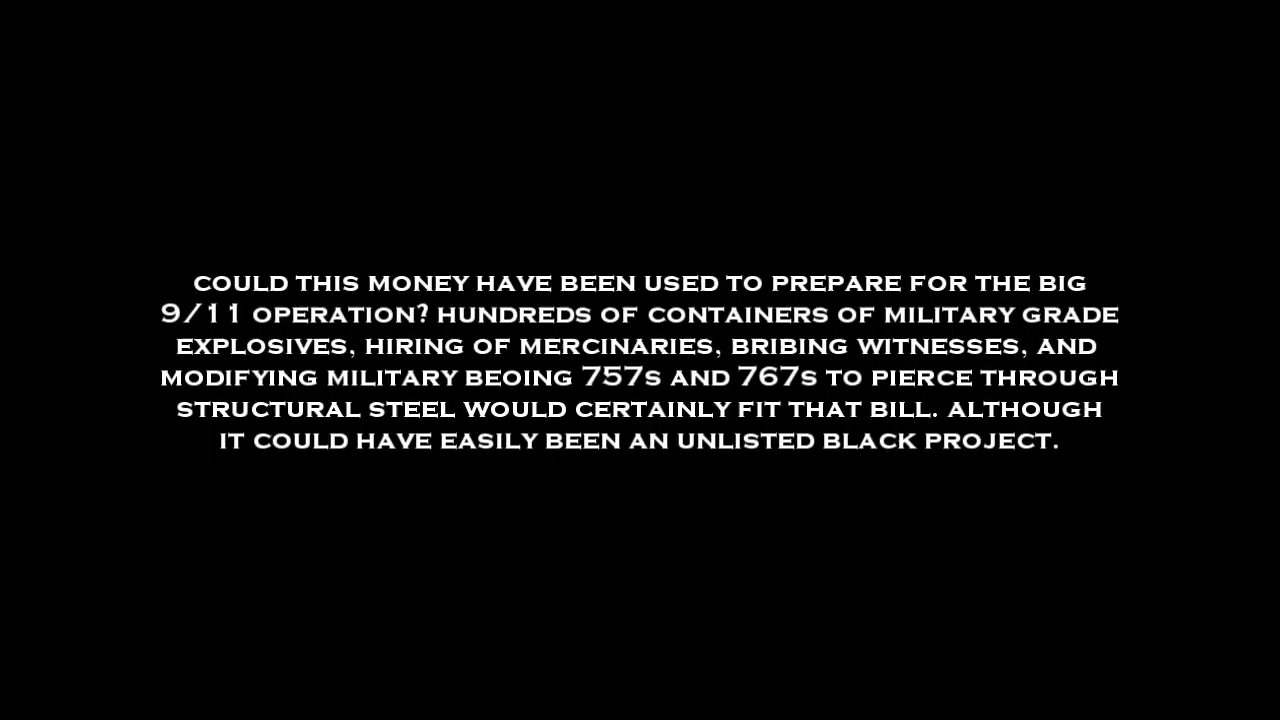 COULD THIS MONEY HAVE BEEN USED TO PREPARE FOR THE BIG
9/11 OPERATION? HUNDREDS OF CONTAINERS OF MILITARY GRADE
EXPLOSIVES, HIRING OF MERCINARIES, BRIBING WITNESSES, AND
MODIFYING MILITARY BEOING 757S AND 767S TO PIERCE THROUGH
STRUCTURAL STEEL WOULD CERTAINLY FIT THAT BILL. ALTHOUGH
IT COULD HAVE EASILY BEEN AN UNLISTED BLACK PROJECT.